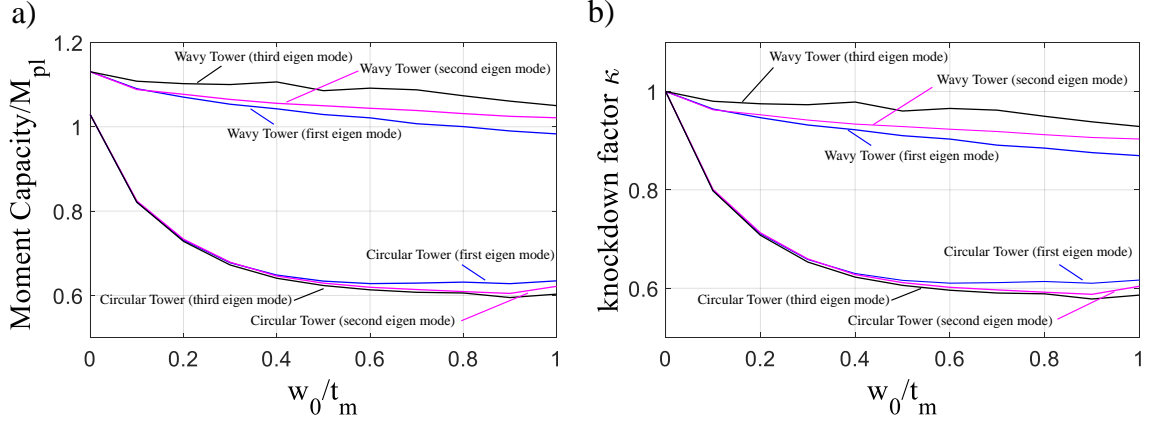 a)
Moment Capacity/M_pl
1.2
1
0.8
0.6
Wavy Tower (third eigen mode)
Wavy Tower (second eigen mode)
Wavy Tower (first eigen mode)
Circular Tower (first eigen mode)
Circular Tower (third eigen mode)
Circular Tower (second eigen mode)
0 0.2 0.4 0.6 0.8 1
w_0/t_m
b)
knockdown factor κ
1
0.8
0.6
Wavy Tower (third eigen mode)
Wavy Tower (second eigen mode)
Wavy Tower (first eigen mode)
Circular Tower (first eigen mode)
Circular Tower (third eigen mode)
Circular Tower (second eigen mode)
0 0.2 0.4 0.6 0.8 1
w_0/t_m